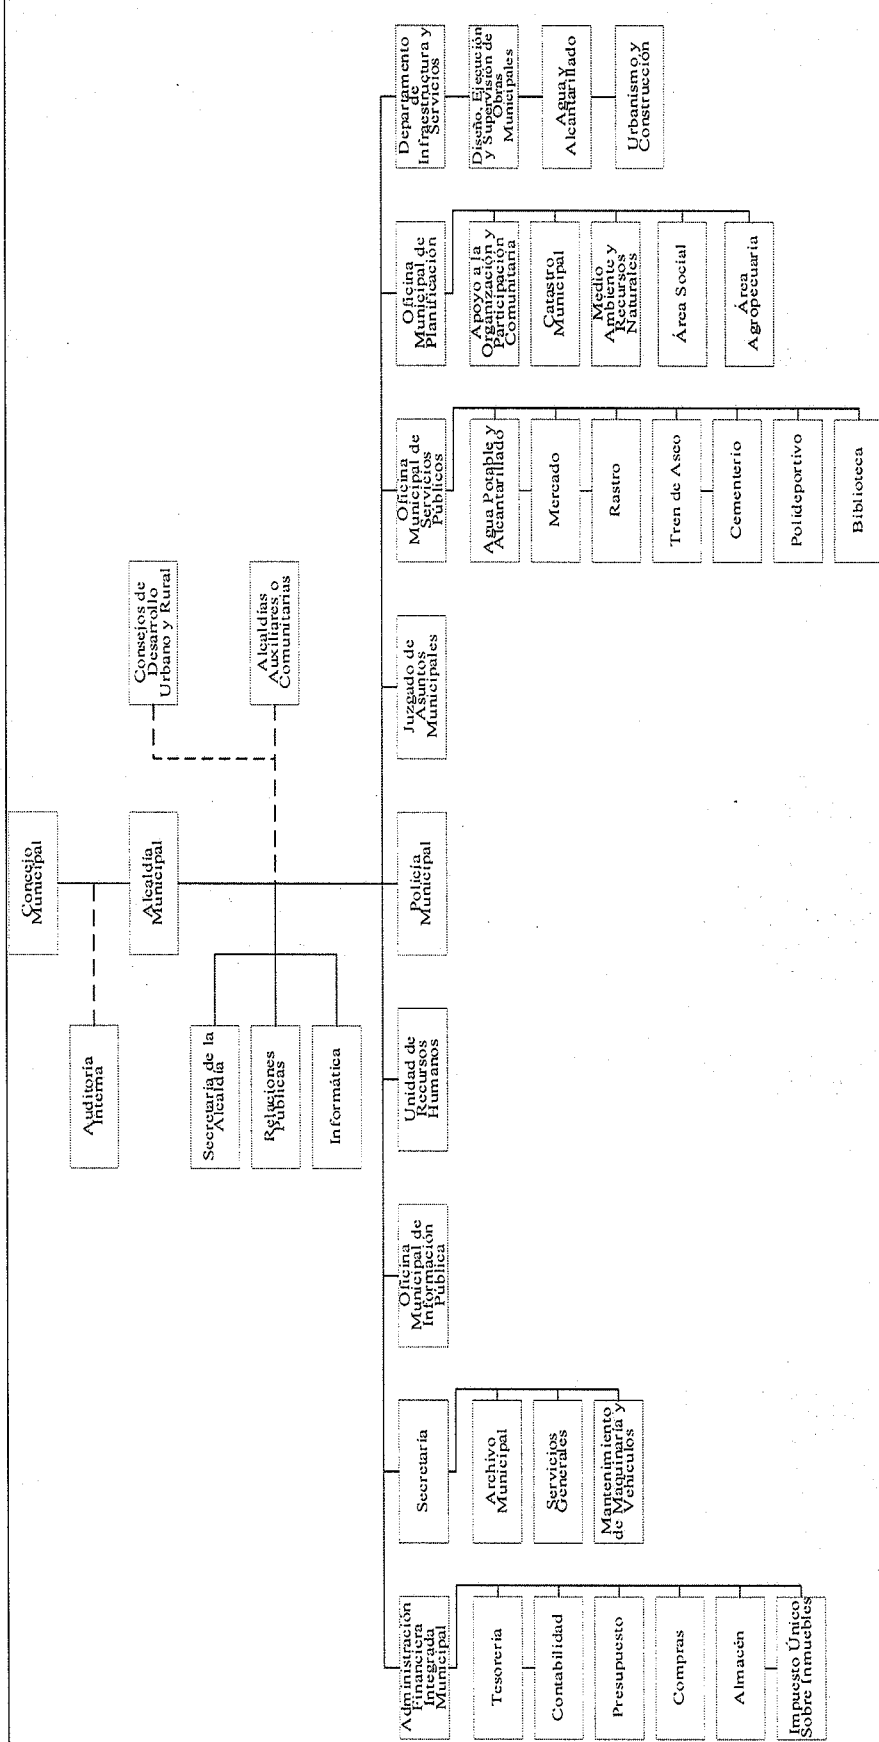 Concejo
Municipal
Auditoría
Interna
Alcaldía
Municipal
Consejos de
Desarrollo
Urbano y Rural
Secretaría de la
Alcaldía
Relaciones
Públicas
Informática
Alcaldías
Auxiliares o
Comunitarias
Administración
Financiera
Integrada
Municipal
Tesorería
Contabilidad
Presupuesto
Compras
Almacén
Impuesto Único
Sobre Inmuebles
Secretaría
Archivo
Municipal
Servicios
Generales
Mantenimiento
de Maquinaría y
Vehículos
Oficina
Municipal de
Información
Pública
Unidad de
Recursos
Humanos
Policía
Municipal
Juzgado de
Asuntos
Municipales
Oficina
Municipal de
Servicios
Públicos
Agua Potable y
Alcantarillado
Mercado
Rastro
Tren de Aseo
Cementerio
Polideportivo
Biblioteca
Oficina
Municipal de
Planificación
Apoyo a la
Organización y
Participación
Comunitaria
Catastro
Municipal
Medio
Ambiente y
Recursos
Naturales
Área Social
Área
Agropecuaria
Departamento
de
Infraestructura y
Servicios
Diseño, Ejecución
y Supervisión de
Obras
Municipales
Agua y
Alcantarillado
Urbanismo y
Construcción